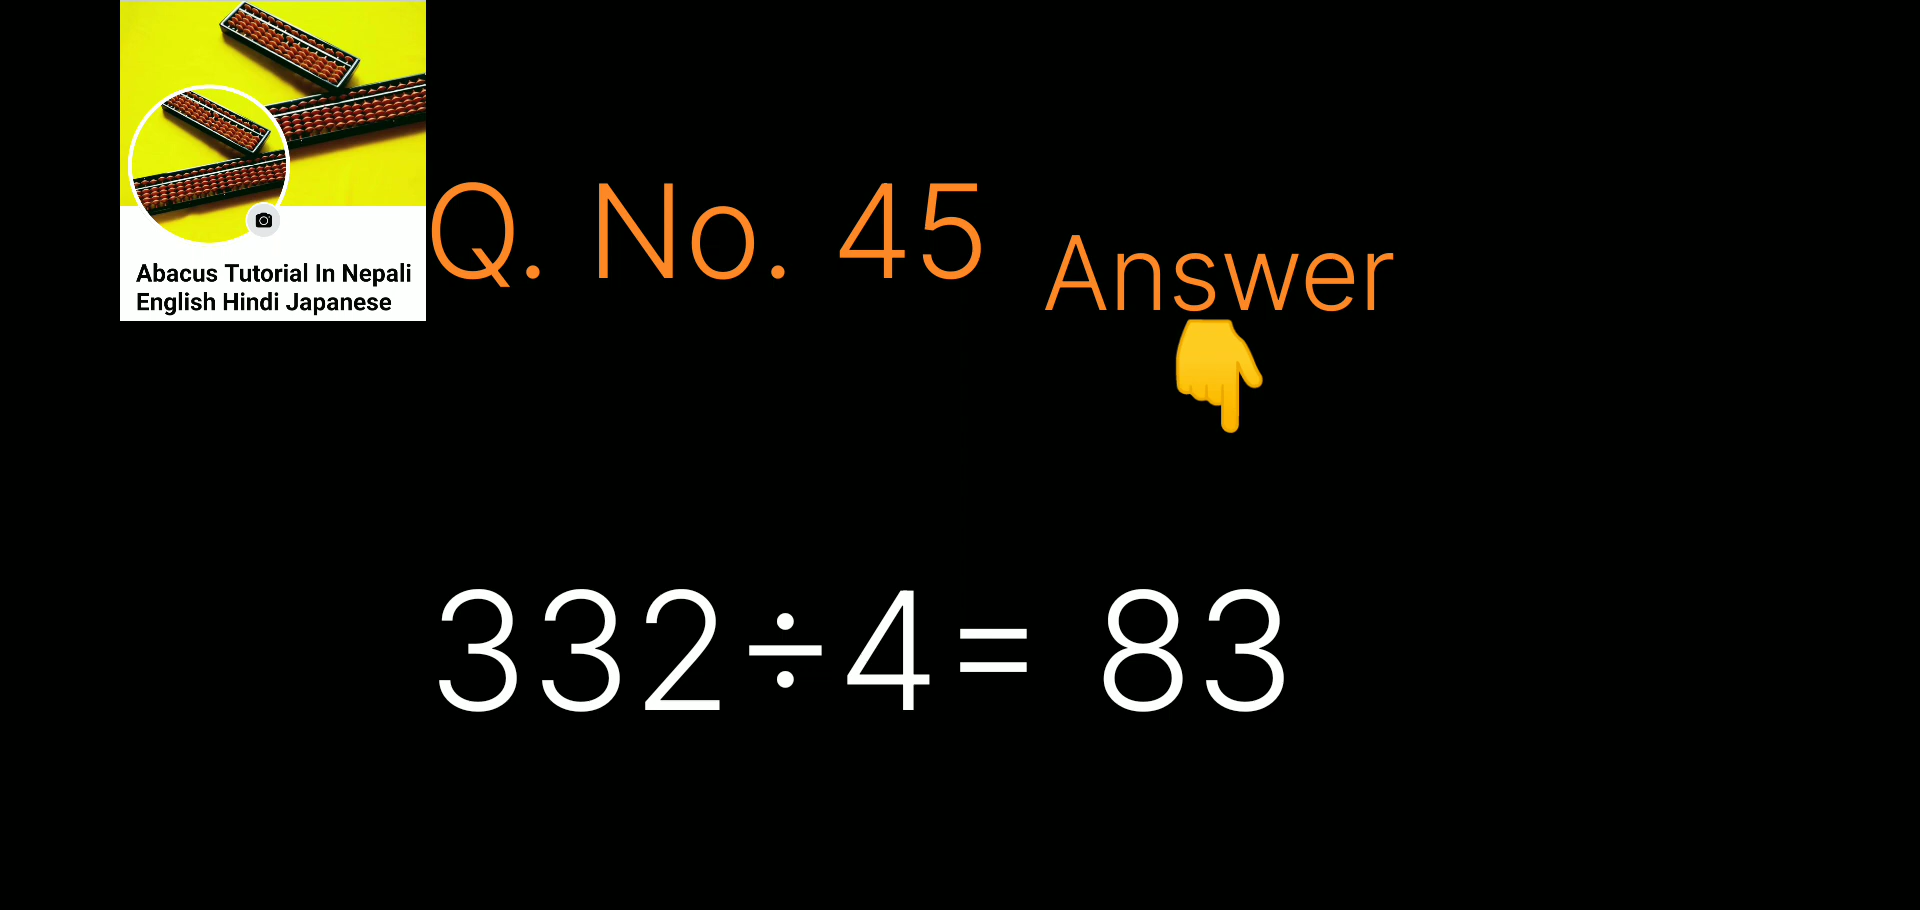 Abacus Tutorial In Nepali
English Hindi Japanese
Q. No. 45
Answer
332÷4= 83